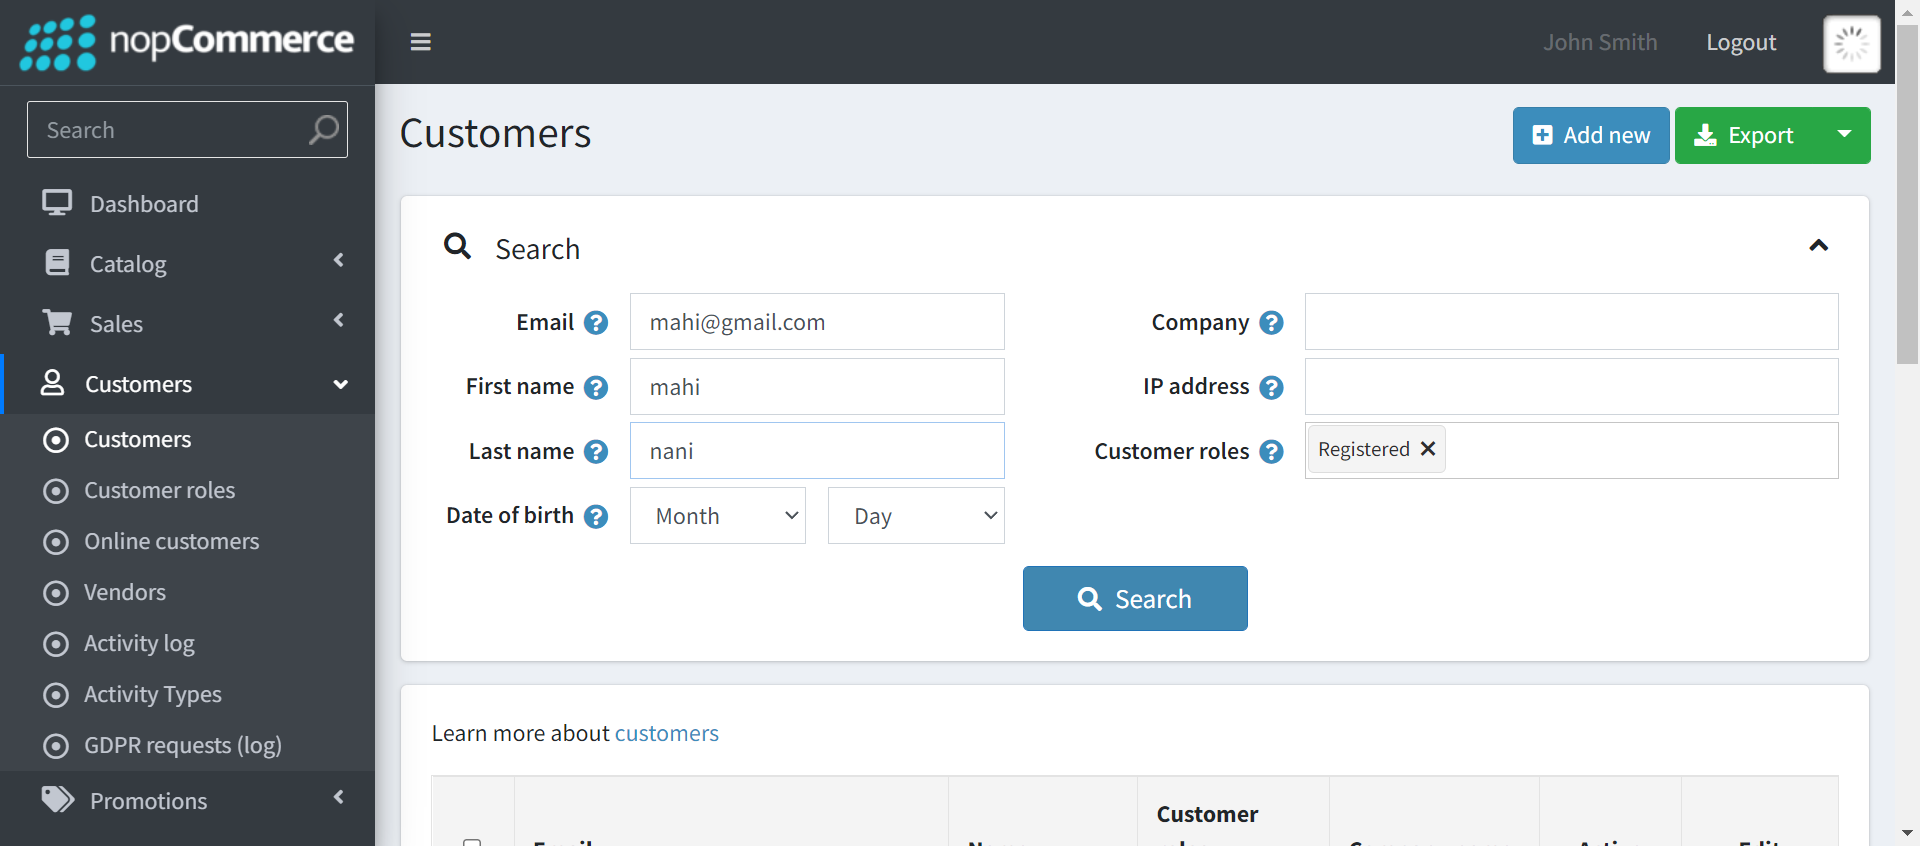 nopCommerce
John Smith
Logout
Search
Dashboard
Catalog
Sales
Customers
Customers
Customer roles
Online customers
Vendors
Activity log
Activity Types
GDPR requests (log)
Promotions
Customers
Add new
Export
Search
Email ? mahi@gmail.com
Company ?
First name ? mahi
IP address ?
Last name ? nani
Customer roles ? Registered
Date of birth ? Month Day
Search
Learn more about customers
Customer